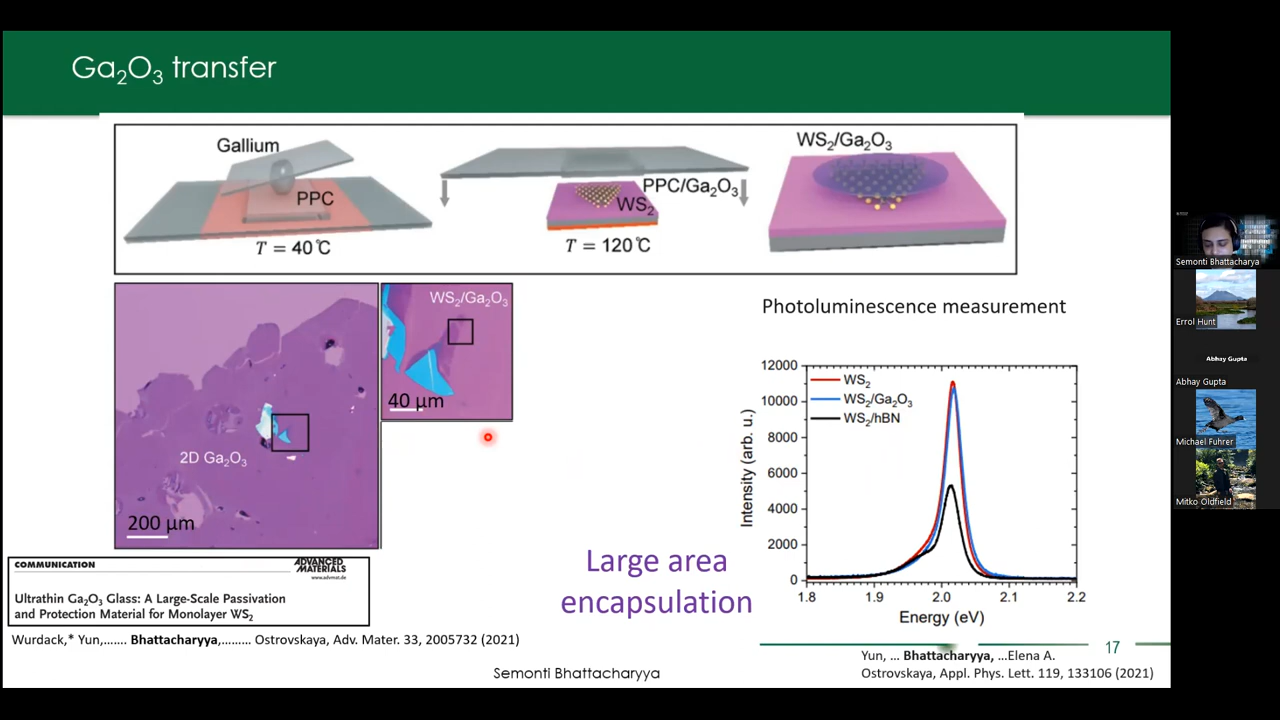 Ga₂O₃ transfer
Gallium
PPC
T = 40℃
PPC/Ga₂O₃
WS₂
T = 120℃
WS₂/Ga₂O₃
2D Ga₂O₃
200 µm
WS₂/Ga₂O₃
40 µm
Photoluminescence measurement
12000
10000
8000
6000
4000
2000
0
Intensity (arb. u.)
WS₂
WS₂/Ga₂O₃
WS₂/hBN
1.8 1.9 2.0 2.1 2.2
Energy (eV)
Large area
encapsulation
COMMUNICATION
ADVANCED
MATERIALS
www.advmat.de
Ultrathin Ga₂O₃ Glass: A Large-Scale Passivation
and Protection Material for Monolayer WS₂
Wurdack,* Yun,...... Bhattacharyya,......... Ostrovskaya, Adv. Mater. 33, 2005732 (2021)
17
Yun, ... Bhattacharyya, ...Elena A.
Ostrovskaya, Appl. Phys. Lett. 119, 133106 (2021)
Semonti Bhattacharyya
Semonti Bhattacharya
Errol Hunt
Abhay Gupta
Abhay Gupta
Michael Fuhrer
Mitko Oldfield